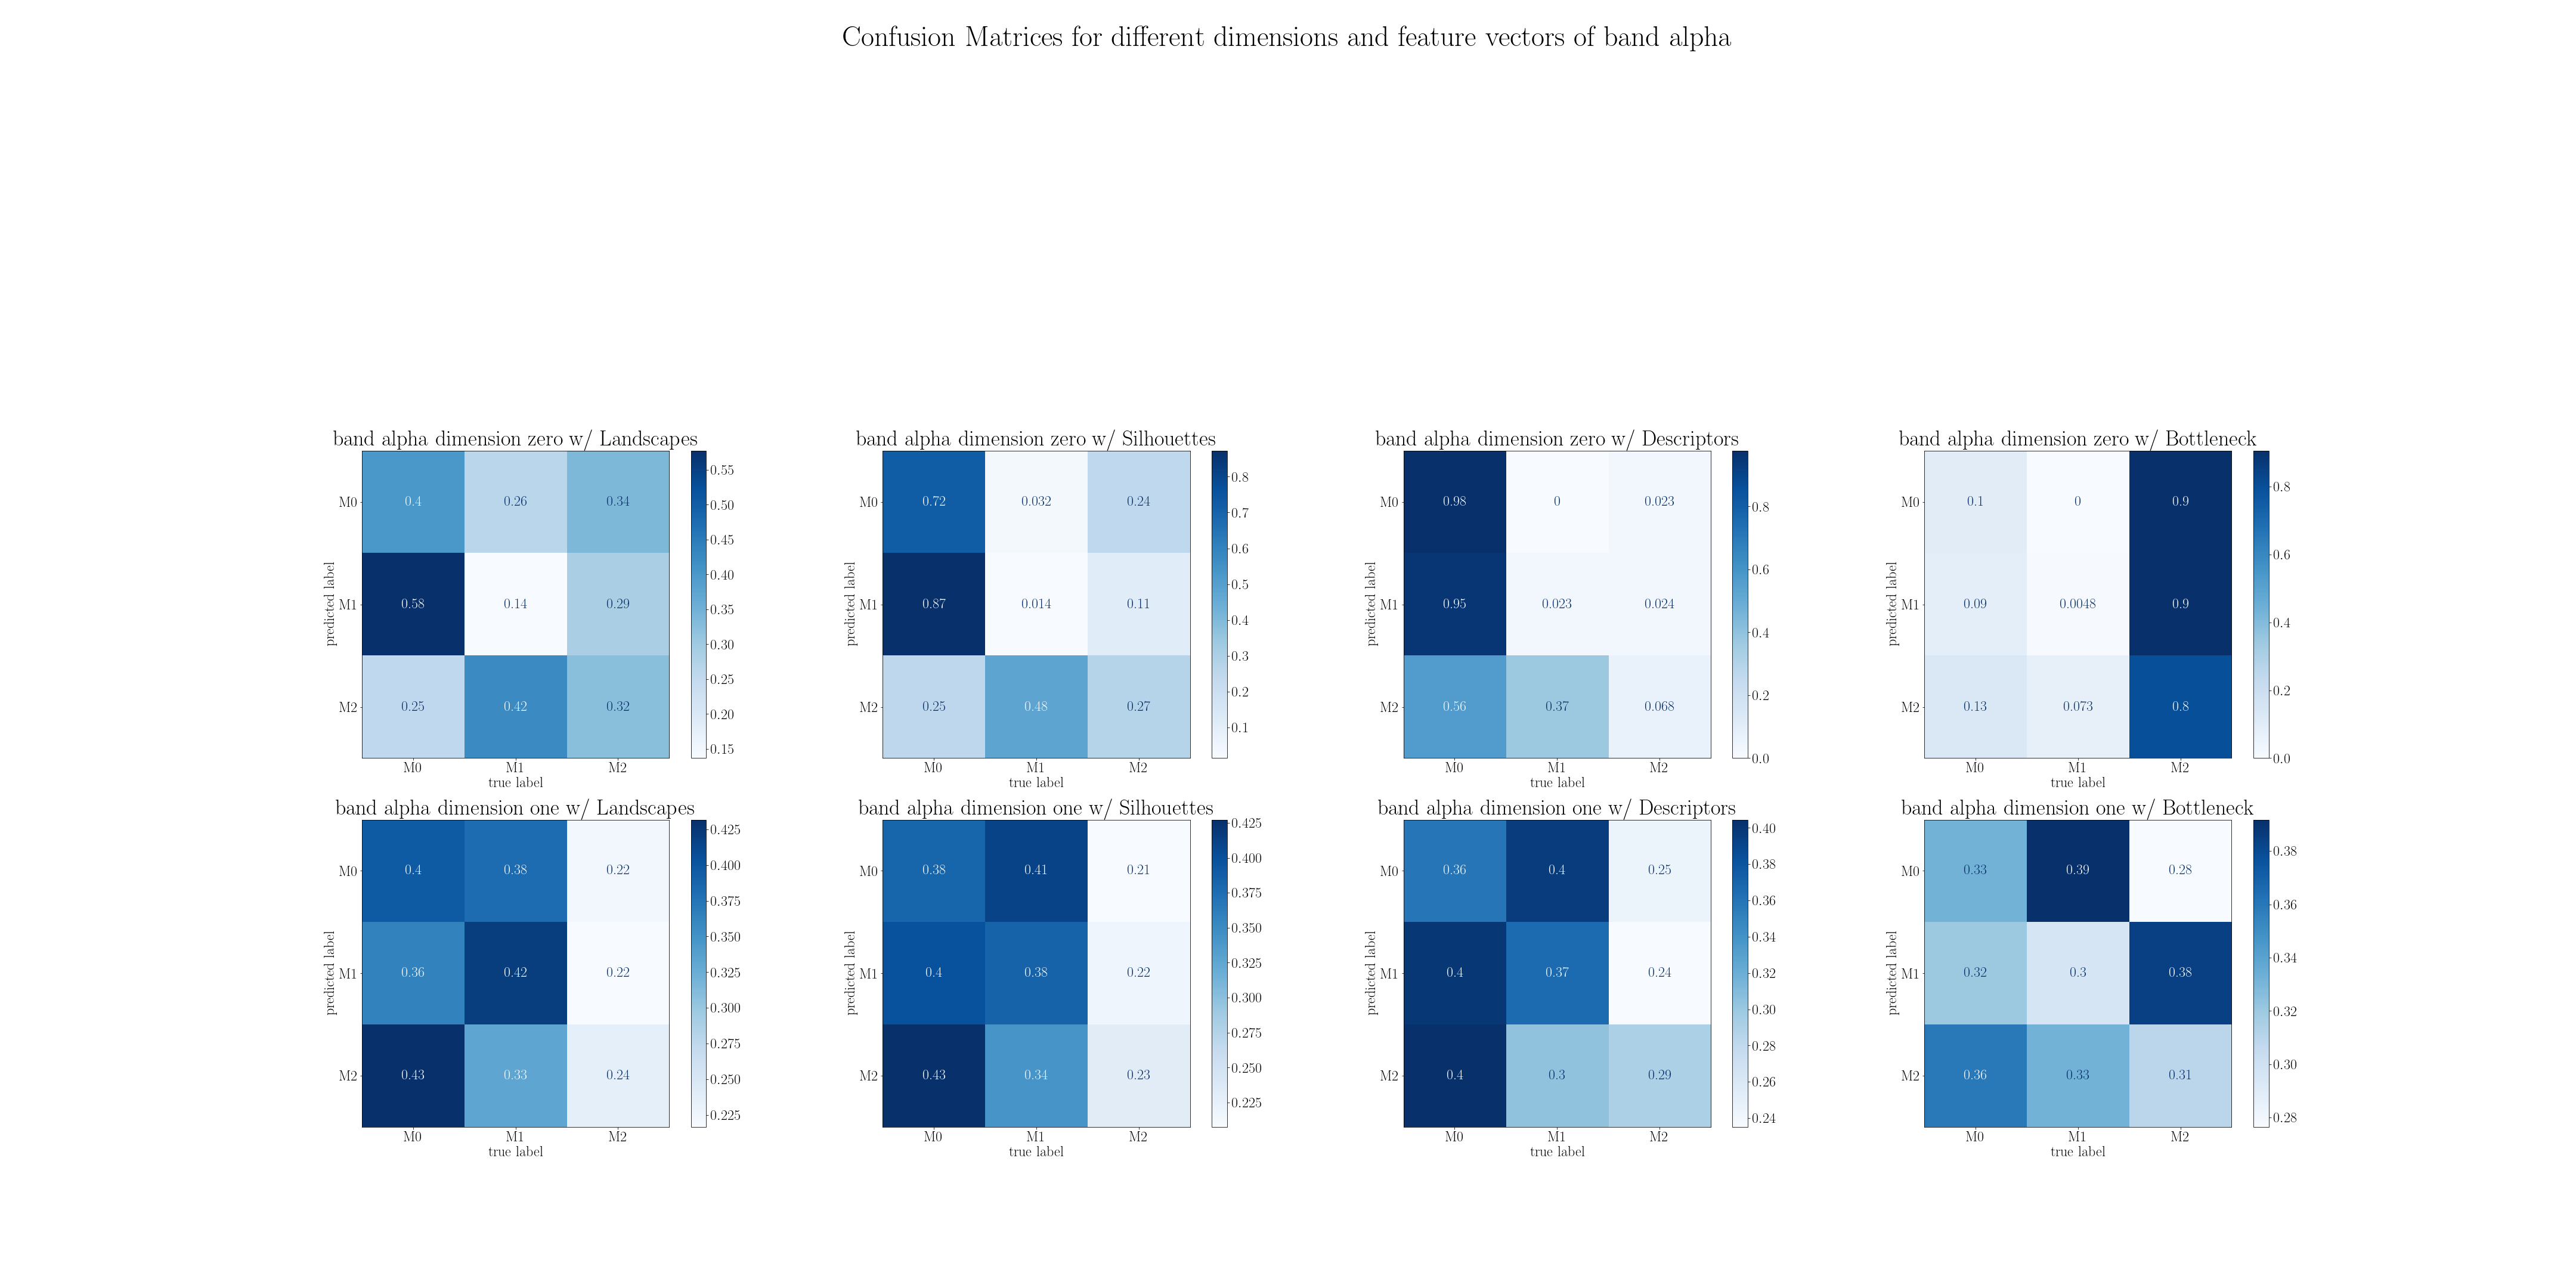 Confusion Matrices for different dimensions and feature vectors of band alpha
band alpha dimension zero w/ Landscapes
predicted label
M0 0.4 0.26 0.34
M1 0.58 0.14 0.29
M2 0.25 0.42 0.32
M0 M1 M2
true label
0.55
0.50
0.45
0.40
0.35
0.30
0.25
0.20
0.15
band alpha dimension zero w/ Silhouettes
predicted label
M0 0.72 0.032 0.24
M1 0.87 0.014 0.11
M2 0.25 0.48 0.27
M0 M1 M2
true label
0.8
0.7
0.6
0.5
0.4
0.3
0.2
0.1
band alpha dimension zero w/ Descriptors
predicted label
M0 0.98 0 0.023
M1 0.95 0.023 0.024
M2 0.56 0.37 0.068
M0 M1 M2
true label
0.8
0.6
0.4
0.2
0.0
band alpha dimension zero w/ Bottleneck
predicted label
M0 0.1 0 0.9
M1 0.09 0.0048 0.9
M2 0.13 0.073 0.8
M0 M1 M2
true label
0.8
0.6
0.4
0.2
0.0
band alpha dimension one w/ Landscapes
predicted label
M0 0.4 0.38 0.22
M1 0.36 0.42 0.22
M2 0.43 0.33 0.24
M0 M1 M2
true label
0.425
0.400
0.375
0.350
0.325
0.300
0.275
0.250
0.225
band alpha dimension one w/ Silhouettes
predicted label
M0 0.38 0.41 0.21
M1 0.4 0.38 0.22
M2 0.43 0.34 0.23
M0 M1 M2
true label
0.425
0.400
0.375
0.350
0.325
0.300
0.275
0.250
0.225
band alpha dimension one w/ Descriptors
predicted label
M0 0.36 0.4 0.25
M1 0.4 0.37 0.24
M2 0.4 0.3 0.29
M0 M1 M2
true label
0.40
0.38
0.36
0.34
0.32
0.30
0.28
0.26
0.24
band alpha dimension one w/ Bottleneck
predicted label
M0 0.33 0.39 0.28
M1 0.32 0.3 0.38
M2 0.36 0.33 0.31
M0 M1 M2
true label
0.38
0.36
0.34
0.32
0.30
0.28